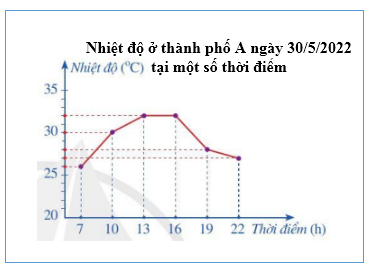 Nhiệt độ ở thành phố A ngày 30/5/2022
Nhiệt độ (°C) tại một số thời điểm
35
30
25
20
7 10 13 16 19 22 Thời điểm (h)